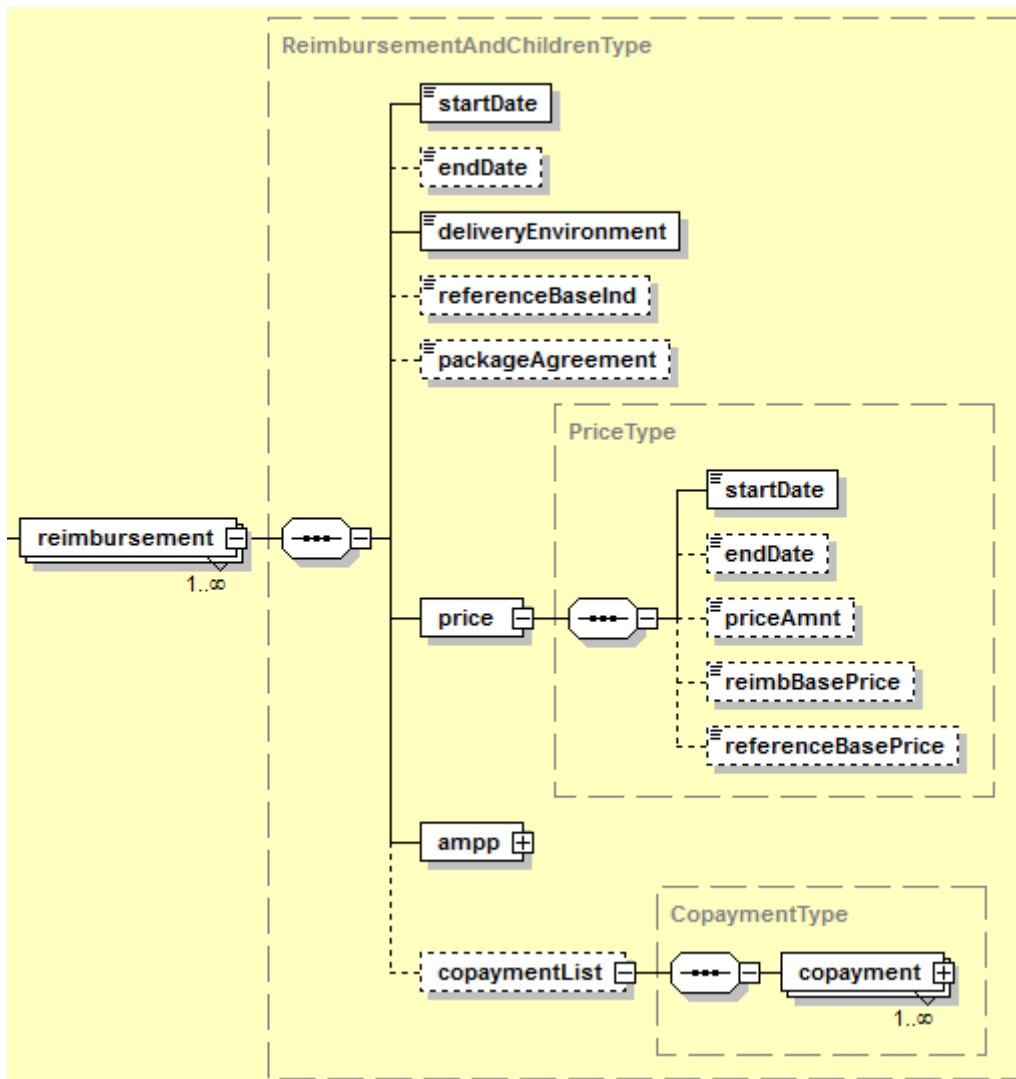 ReimbursementAndChildrenType
startDate
endDate
deliveryEnvironment
referenceBaseInd
packageAgreement
PriceType
startDate
endDate
reimbursement
1..∞
price
priceAmnt
reimbBasePrice
referenceBasePrice
ampp
CopaymentType
copaymentList
copayment
1..∞